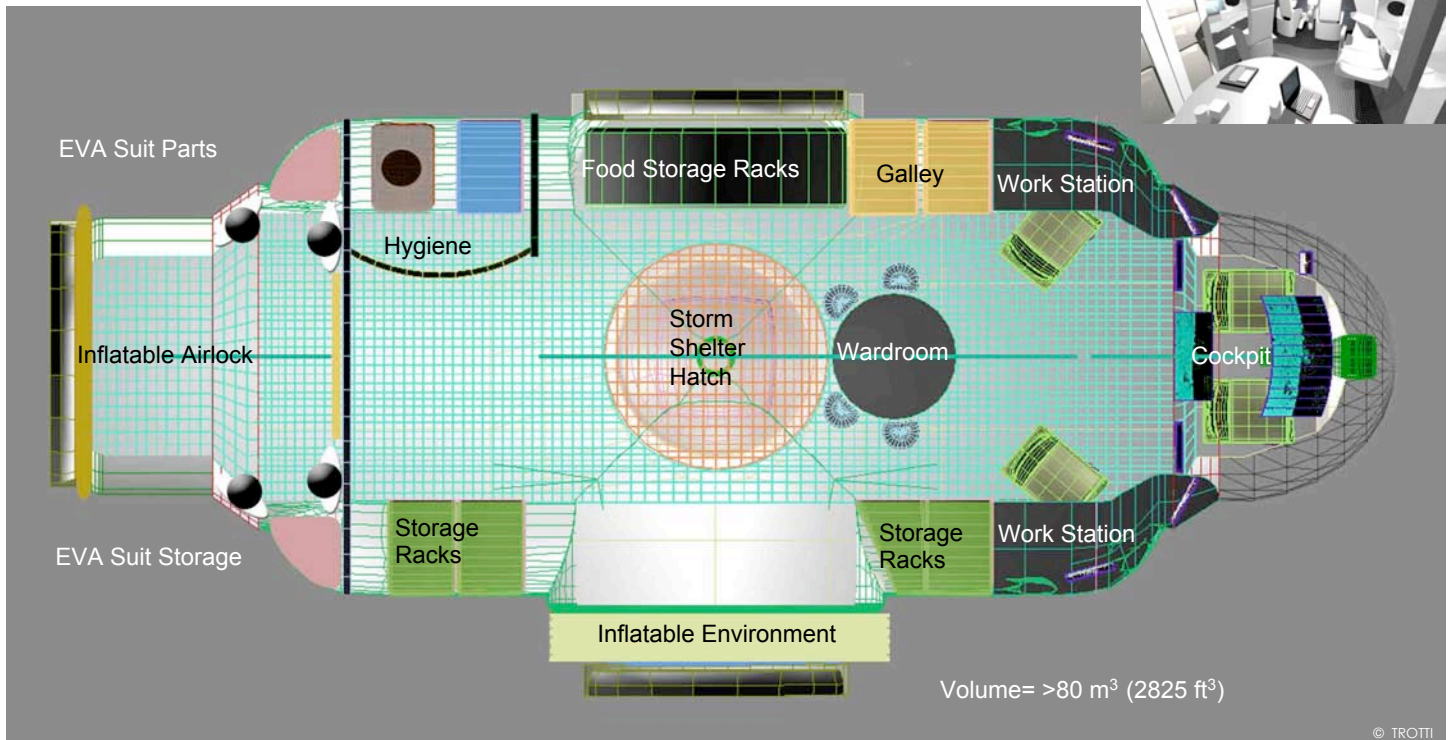 EVA Suit Parts
Food Storage Racks
Galley
Work Station
Hygiene
Inflatable Airlock
Storm
Shelter
Hatch
Wardroom
Cockpit
EVA Suit Storage
Storage
Racks
Storage
Racks
Work Station
Inflatable Environment
Volume= >80 m³ (2825 ft³)
© TROTTI